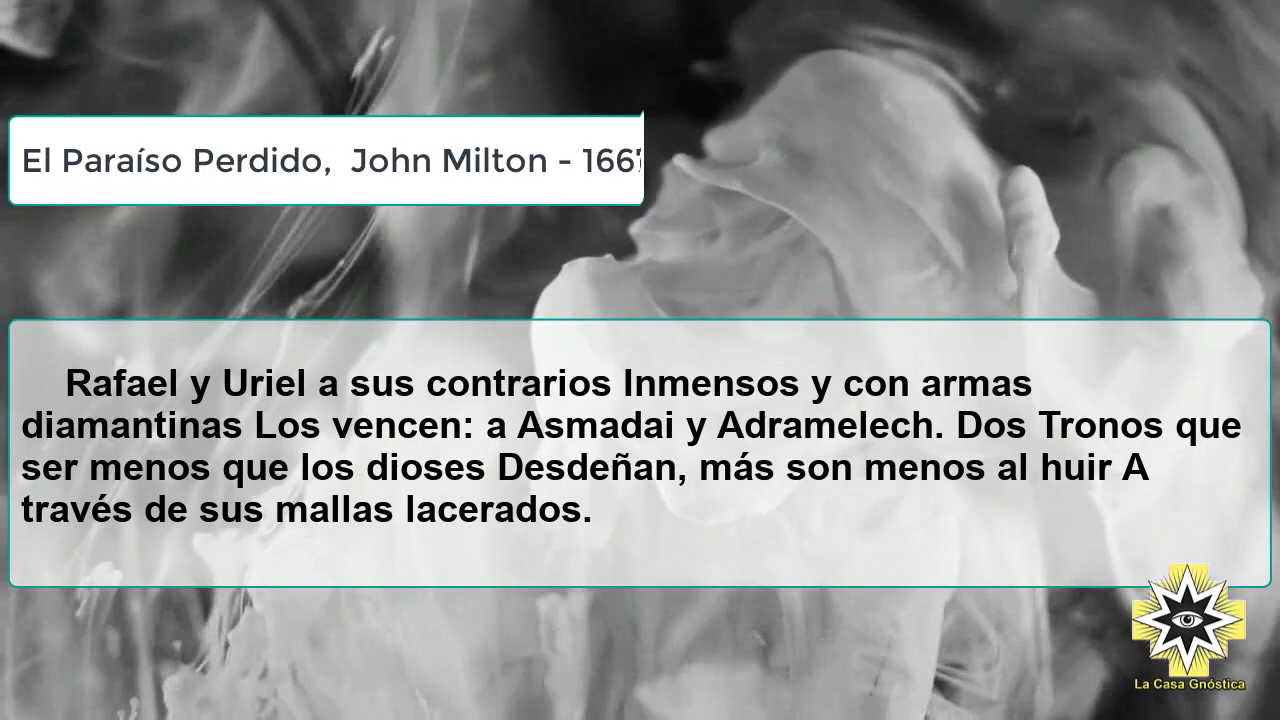 El Paraíso Perdido, John Milton - 1667
Rafael y Uriel a sus contrarios Inmensos y con armas
diamantinas Los vencen: a Asmadai y Adramelech. Dos Tronos que
ser menos que los dioses Desdeñan, más son menos al huir A
través de sus mallas lacerados.
La Casa Gnóstica